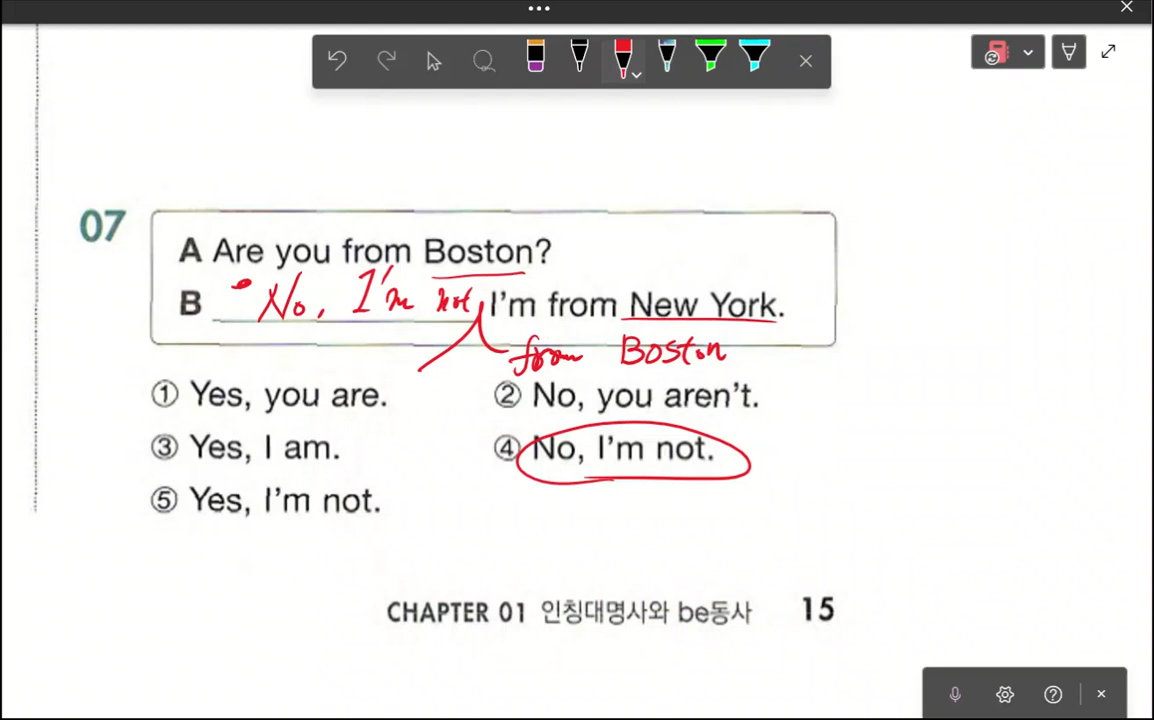 07
A Are you from Boston?
B No, I'm not, I'm from New York.
from Boston
① Yes, you are. ② No, you aren't.
③ Yes, I am. ④ No, I'm not.
⑤ Yes, I'm not.
CHAPTER 01 인칭대명사와 be동사 15